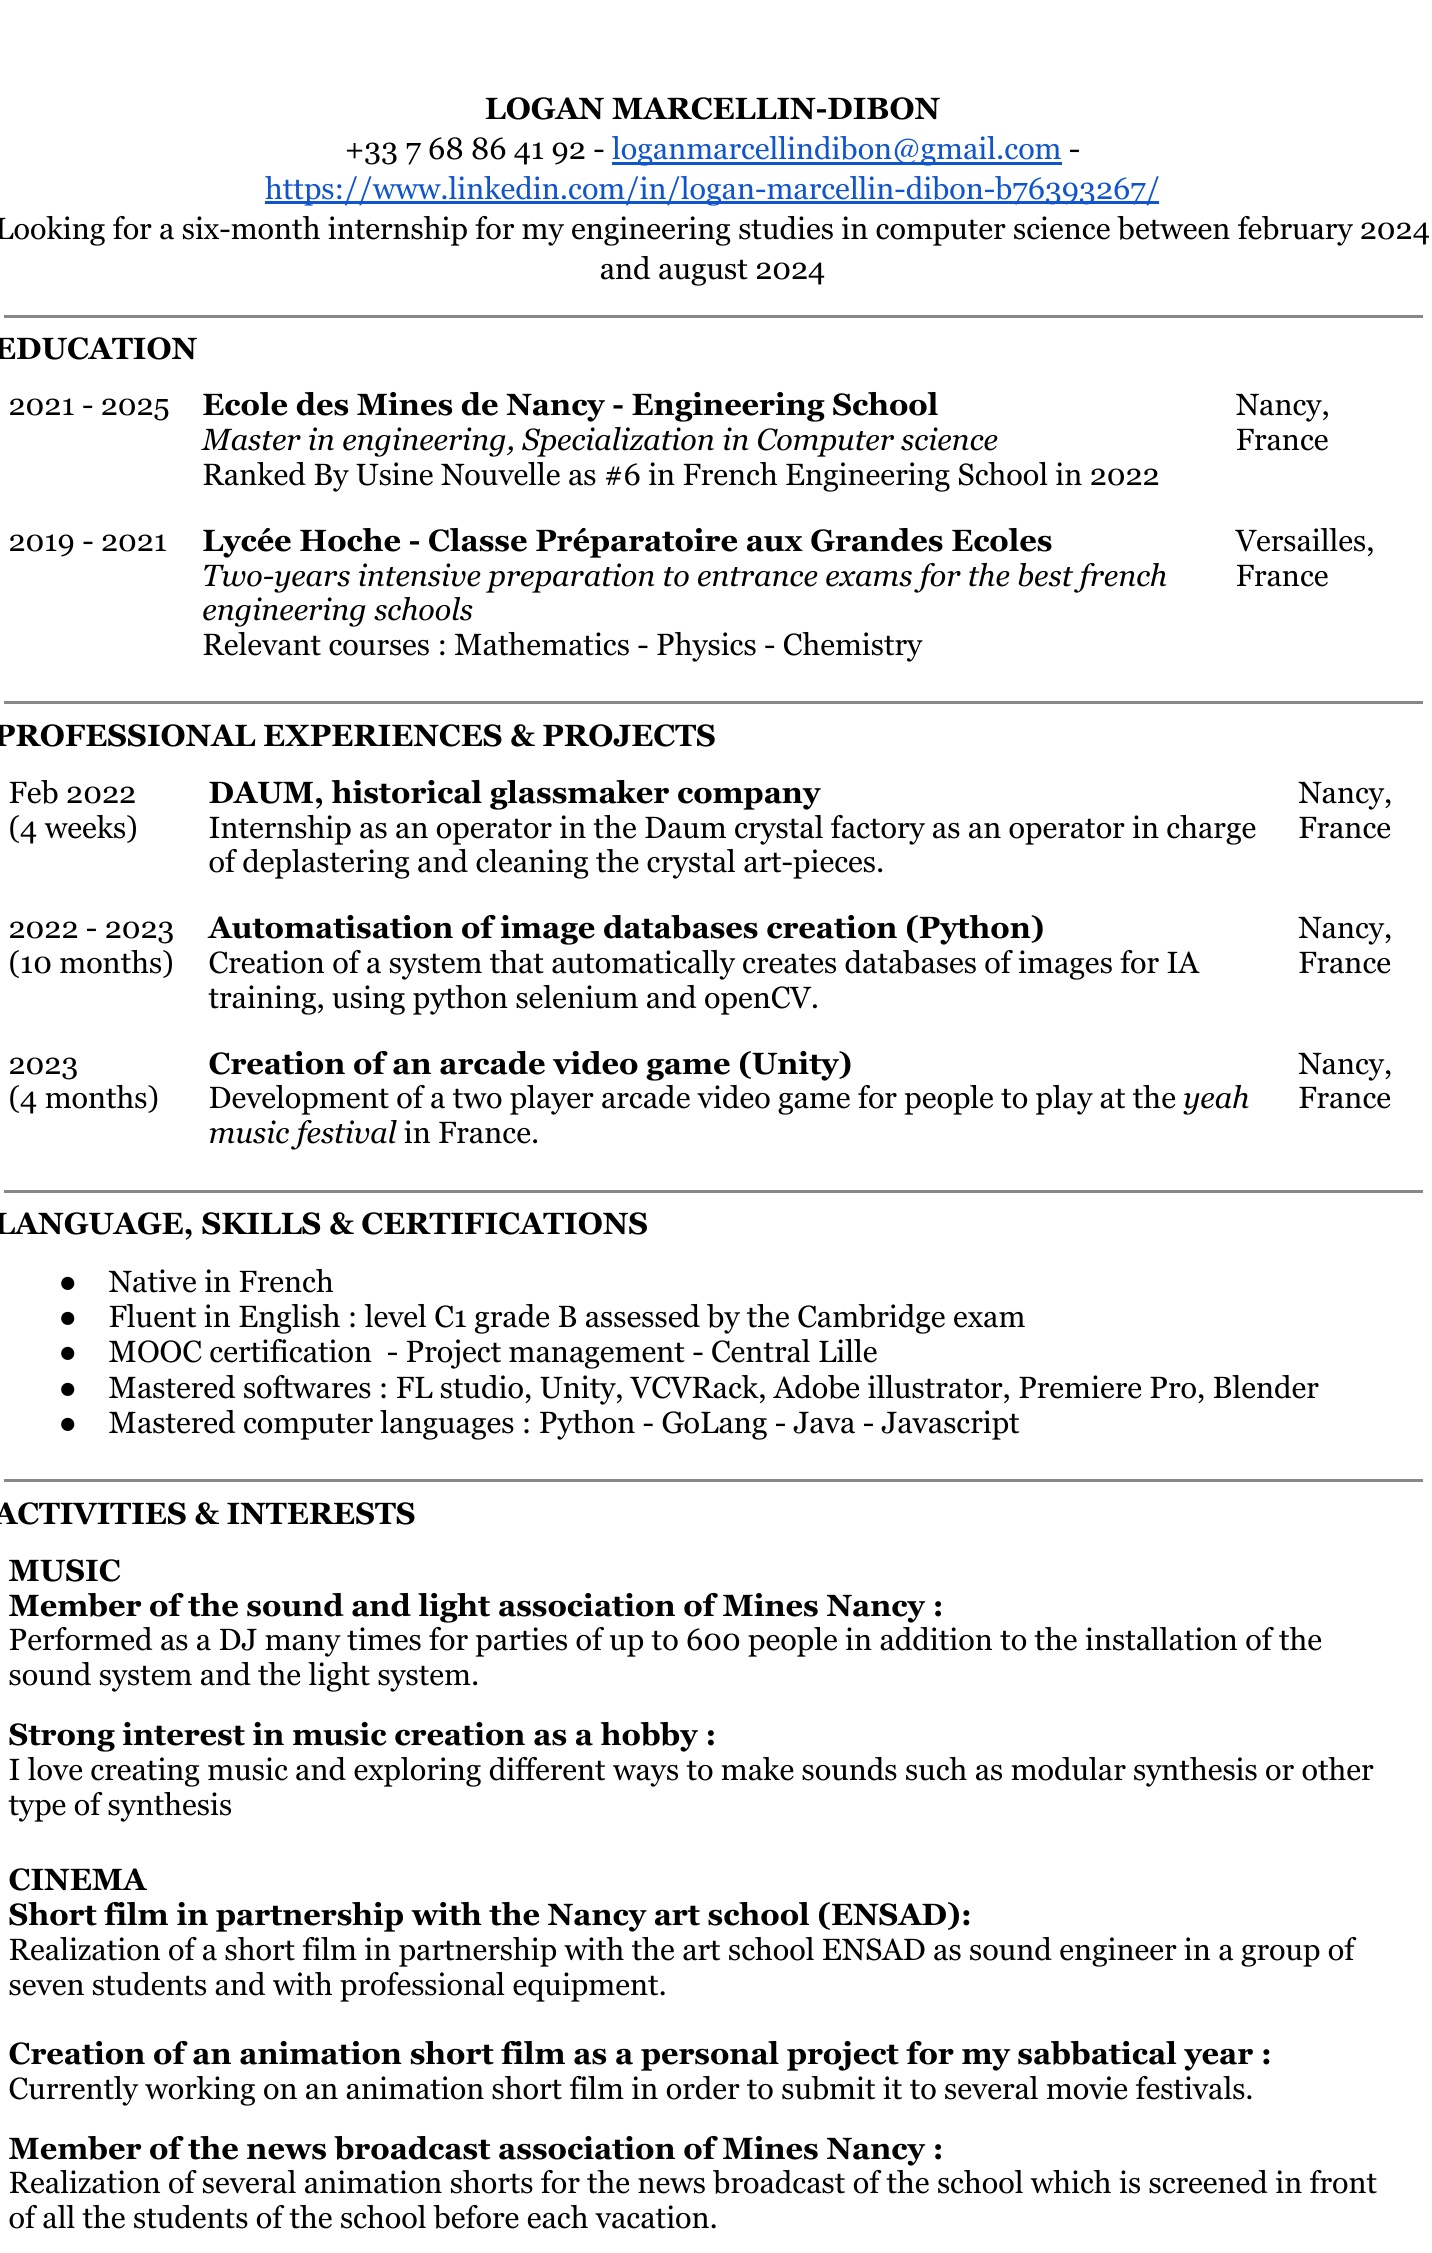 LOGAN MARCELLIN-DIBON
+33 7 68 86 41 92 - loganmarcellindibon@gmail.com -
https://www.linkedin.com/in/logan-marcellin-dibon-b76393267/
Looking for a six-month internship for my engineering studies in computer science between february 2024
and august 2024
EDUCATION
2021 - 2025 Ecole des Mines de Nancy - Engineering School Nancy,
Master in engineering, Specialization in Computer science France
Ranked By Usine Nouvelle as #6 in French Engineering School in 2022
2019 - 2021 Lycée Hoche - Classe Préparatoire aux Grandes Ecoles Versailles,
Two-years intensive preparation to entrance exams for the best french France
engineering schools
Relevant courses : Mathematics - Physics - Chemistry
PROFESSIONAL EXPERIENCES & PROJECTS
Feb 2022 DAUM, historical glassmaker company Nancy,
(4 weeks) Internship as an operator in the Daum crystal factory as an operator in charge France
of deplastering and cleaning the crystal art-pieces.
2022 - 2023 Automatisation of image databases creation (Python) Nancy,
(10 months) Creation of a system that automatically creates databases of images for IA France
training, using python selenium and openCV.
2023 Creation of an arcade video game (Unity) Nancy,
(4 months) Development of a two player arcade video game for people to play at the yeah France
music festival in France.
LANGUAGE, SKILLS & CERTIFICATIONS
● Native in French
● Fluent in English : level C1 grade B assessed by the Cambridge exam
● MOOC certification - Project management - Central Lille
● Mastered softwares : FL studio, Unity, VCVRack, Adobe illustrator, Premiere Pro, Blender
● Mastered computer languages : Python - GoLang - Java - Javascript
ACTIVITIES & INTERESTS
MUSIC
Member of the sound and light association of Mines Nancy :
Performed as a DJ many times for parties of up to 600 people in addition to the installation of the
sound system and the light system.
Strong interest in music creation as a hobby :
I love creating music and exploring different ways to make sounds such as modular synthesis or other
type of synthesis
CINEMA
Short film in partnership with the Nancy art school (ENSAD):
Realization of a short film in partnership with the art school ENSAD as sound engineer in a group of
seven students and with professional equipment.
Creation of an animation short film as a personal project for my sabbatical year :
Currently working on an animation short film in order to submit it to several movie festivals.
Member of the news broadcast association of Mines Nancy :
Realization of several animation shorts for the news broadcast of the school which is screened in front
of all the students of the school before each vacation.